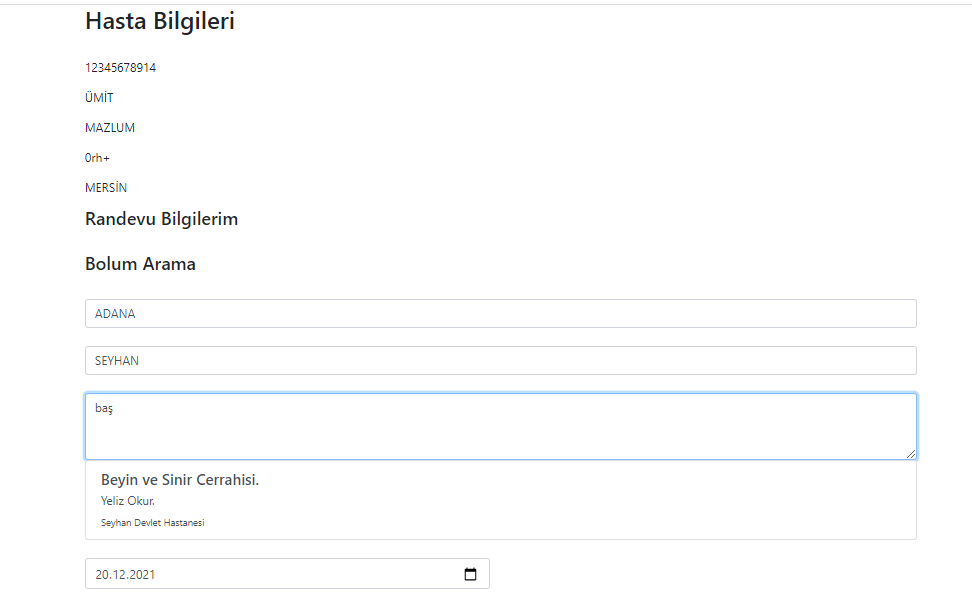 Hasta Bilgileri
12345678914
ÜMİT
MAZLUM
0rh+
MERSİN
Randevu Bilgilerim
Bolum Arama
ADANA
SEYHAN
baş
Beyin ve Sinir Cerrahisi.
Yeliz Okur.
Seyhan Devlet Hastanesi
20.12.2021